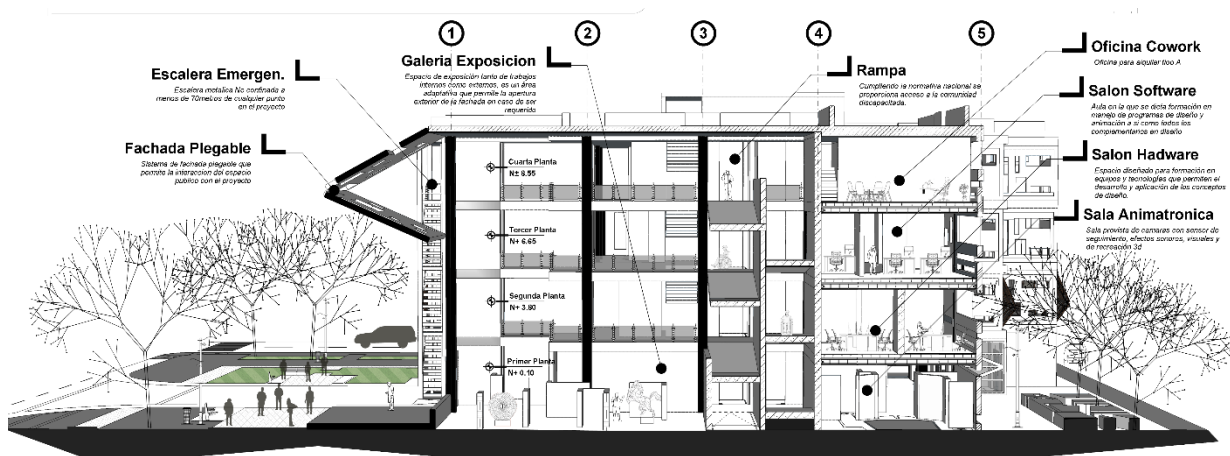 1
2
3
4
5
Escalera Emergen.
Escalera metalica No confinada a
menos de 70metros de cualquier punto
en el proyecto
Fachada Plegable
Sistema de fachada plegable que
permite la interaccion del espacio
publico con el proyecto
Galeria Exposicion
Espacio de exposición tanto de trabajos
internos como externos, es un área
adaptativa que permite la apertura
exterior de la fachada en caso de ser
requerido
Rampa
Cumpliendo la normativa nacional se
proporciona acceso a la comunidad
discapacitada.
Oficina Cowork
Oficina para alquiler tipo A
Salon Software
Aula en la que se dicta formación en
manejo de programas de diseño y
animación a si como todos los
complementarios en diseño
Salon Hadware
Espacio diseñado para formación en
equipos y tecnologías que permiten el
desarrollo y aplicación de los conceptos
de diseño.
Sala Animatronica
Sala provista de camaras con sensor de
seguimiento, efectos sonoros, visuales y
de recreación 3d
Cuarta Planta
N± 8.55
Tercer Planta
N+ 6.65
Segunda Planta
N+ 3.80
Primer Planta
N+ 0.10